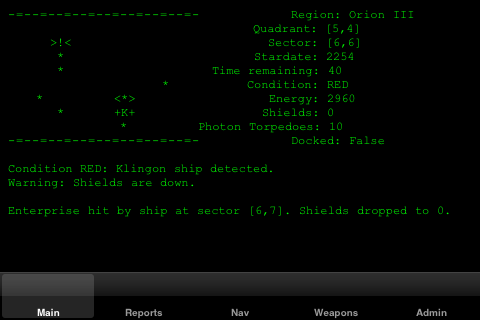 -=--=--=--=--=--=--=--=- Region: Orion III
Quadrant: [5,4]
>!< Sector: [6,6]
* Stardate: 2254
* Time remaining: 40
* Condition: RED
* <*> Energy: 2960
* +K+ Shields: 0
* Photon Torpedoes: 10
-=--=--=--=--=--=--=--=- Docked: False
Condition RED: Klingon ship detected.
Warning: Shields are down.
Enterprise hit by ship at sector [6,7]. Shields dropped to 0.
Main Reports Nav Weapons Admin